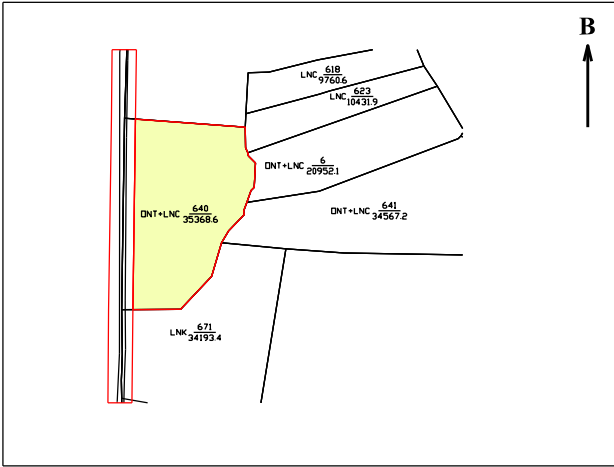 B
LNC 618
9760.6
LNC 623
10431.9
ONT+LNC 6
20952.1
ONT+LNC 640
35368.6
ONT+LNC 641
34567.2
LNK 671
34193.4